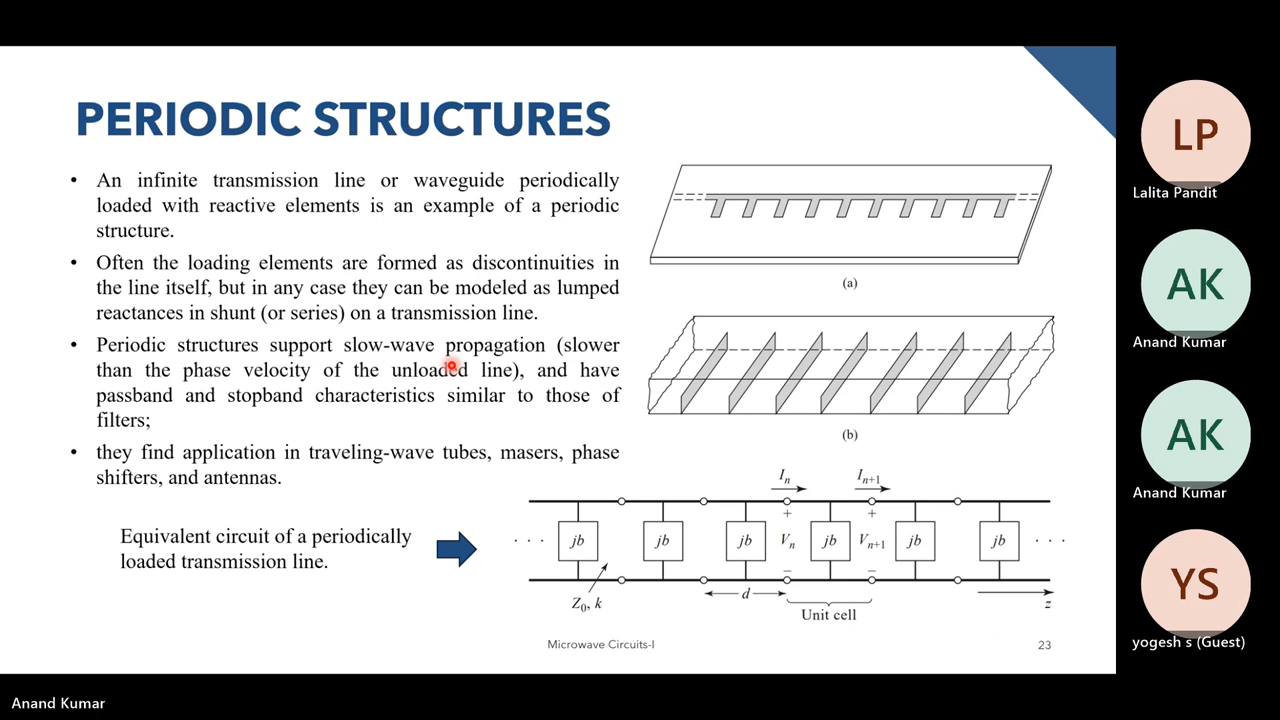 PERIODIC STRUCTURES
• An infinite transmission line or waveguide periodically
loaded with reactive elements is an example of a periodic
structure.
• Often the loading elements are formed as discontinuities in
the line itself, but in any case they can be modeled as lumped
reactances in shunt (or series) on a transmission line.
• Periodic structures support slow-wave propagation (slower
than the phase velocity of the unloaded line), and have
passband and stopband characteristics similar to those of
filters;
• they find application in traveling-wave tubes, masers, phase
shifters, and antennas.
Equivalent circuit of a periodically
loaded transmission line.
(a)
(b)
Iₙ Iₙ₊₁
+ +
· · · jb jb jb Vₙ jb Vₙ₊₁ jb jb · · ·
− −
Z₀, k d z
Unit cell
Microwave Circuits-I
23
LP
Lalita Pandit
AK
Anand Kumar
AK
Anand Kumar
YS
yogesh s (Guest)
Anand Kumar